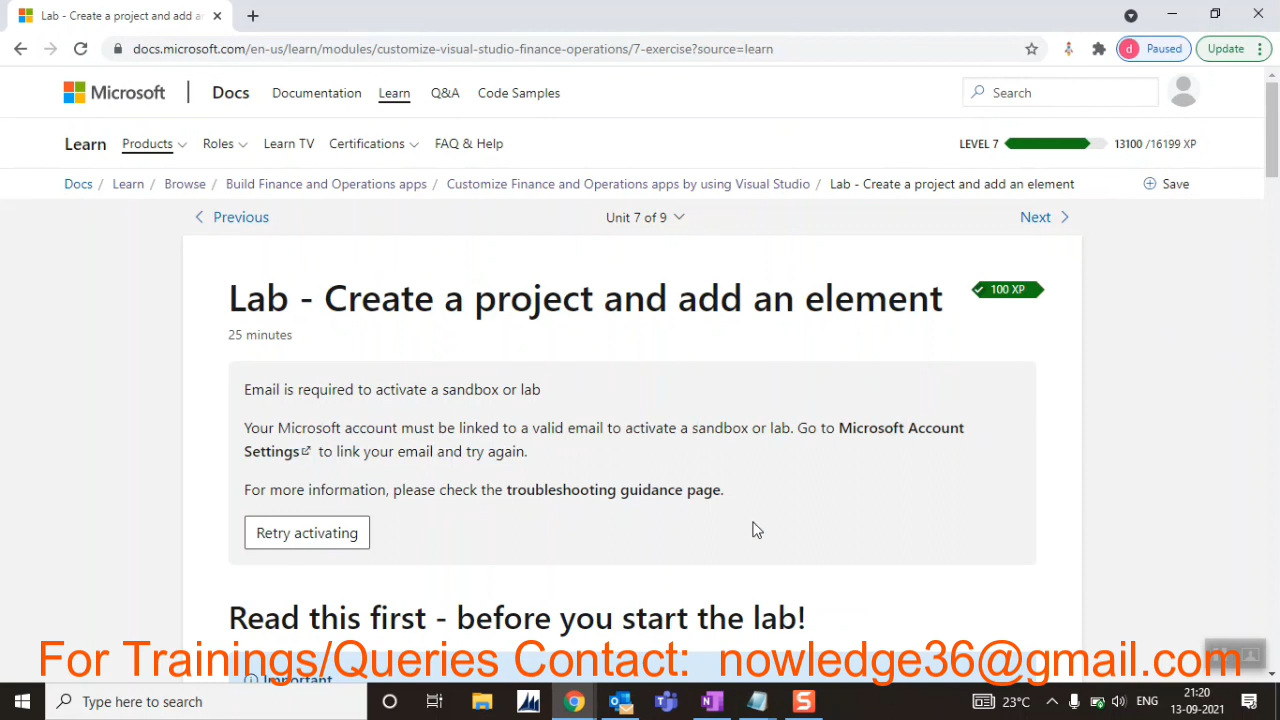 Lab - Create a project and add an
docs.microsoft.com/en-us/learn/modules/customize-visual-studio-finance-operations/7-exercise?source=learn
d Paused
Update
Microsoft
Docs
Documentation
Learn
Q&A
Code Samples
Search
Learn
Products
Roles
Learn TV
Certifications
FAQ & Help
LEVEL 7
13100 /16199 XP
Docs / Learn / Browse / Build Finance and Operations apps / Customize Finance and Operations apps by using Visual Studio / Lab - Create a project and add an element
Save
Previous
Unit 7 of 9
Next
Lab - Create a project and add an element
100 XP
25 minutes
Email is required to activate a sandbox or lab
Your Microsoft account must be linked to a valid email to activate a sandbox or lab. Go to Microsoft Account
Settings to link your email and try again.
For more information, please check the troubleshooting guidance page.
Retry activating
Read this first - before you start the lab!
For Trainings/Queries Contact: nowledge36@gmail.com
Important
Type here to search
23°C
ENG
21:20
13-09-2021